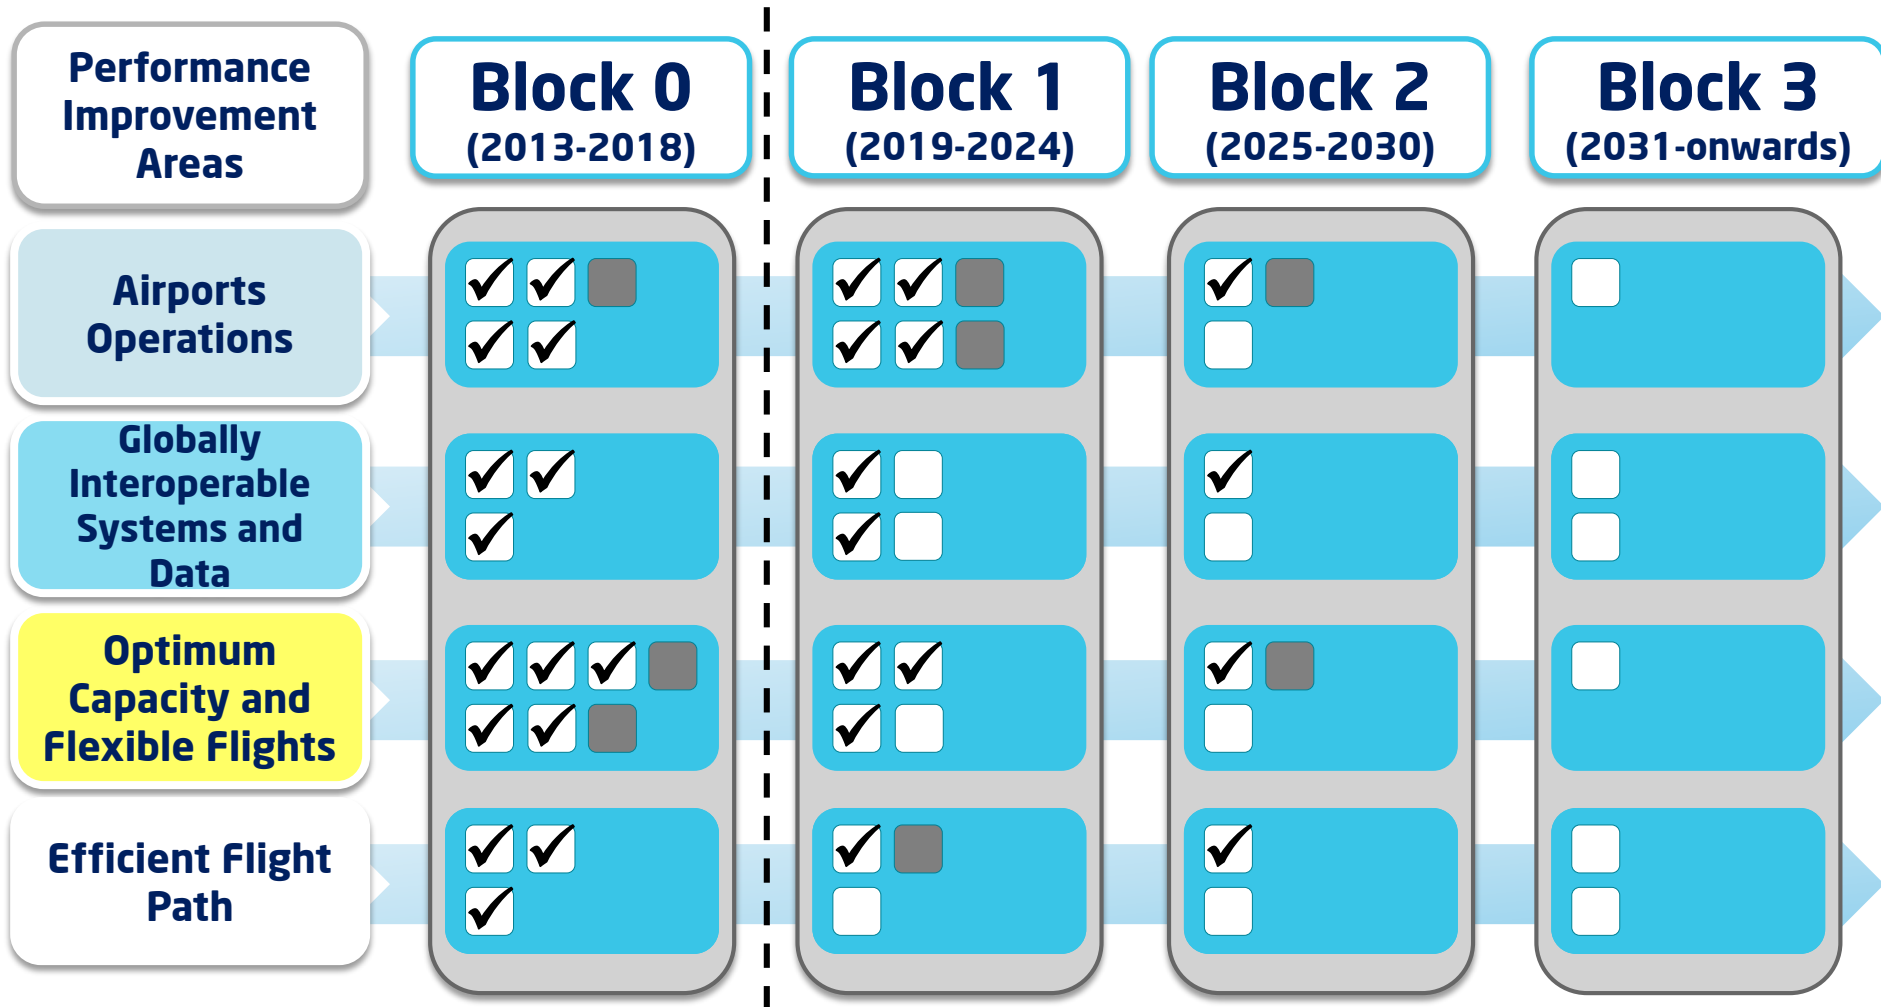 Performance
Improvement
Areas
Block 0
(2013-2018)
Block 1
(2019-2024)
Block 2
(2025-2030)
Block 3
(2031-onwards)
Airports
Operations
Globally
Interoperable
Systems and
Data
Optimum
Capacity and
Flexible Flights
Efficient Flight
Path